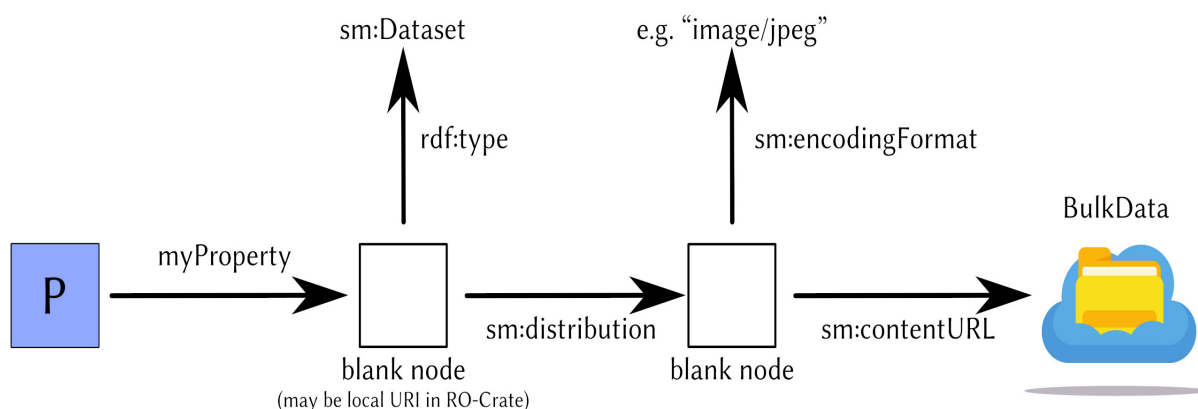 sm:Dataset
e.g. “image/jpeg”
rdf:type
sm:encodingFormat
BulkData
P
myProperty
sm:distribution
sm:contentURL
blank node
(may be local URI in RO-Crate)
blank node